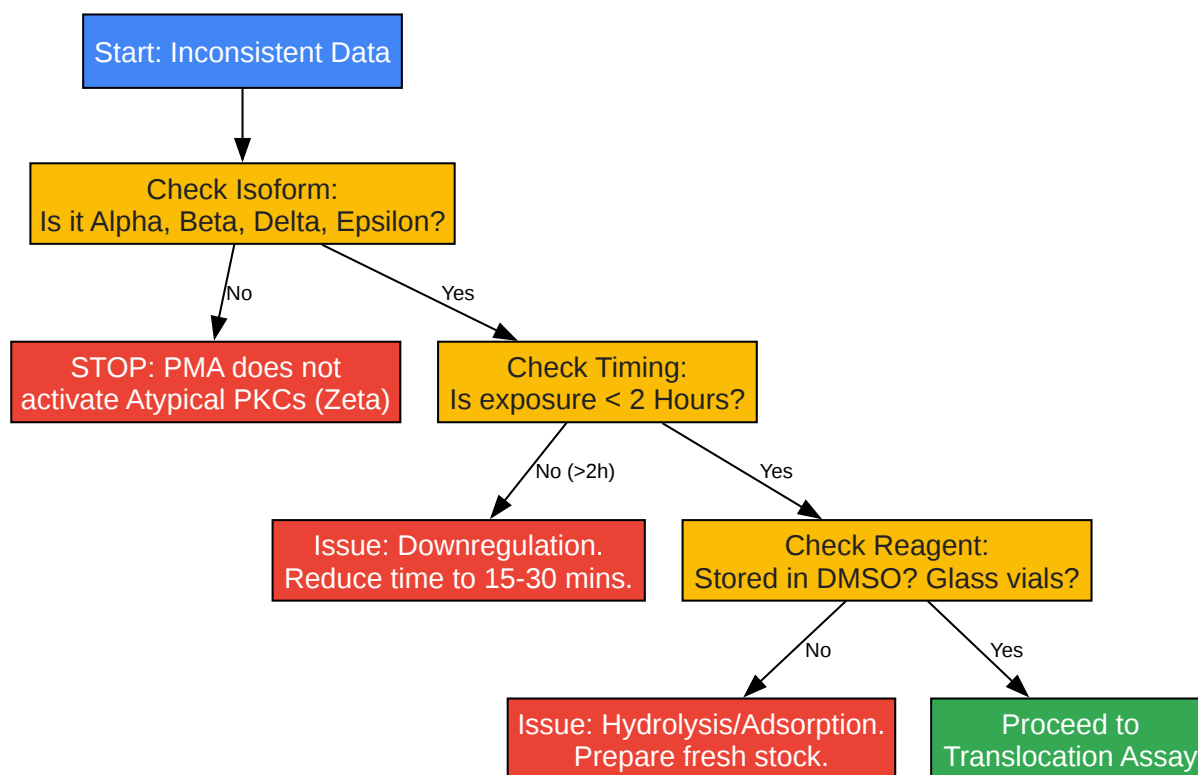 Start: Inconsistent Data
Check Isoform:
Is it Alpha, Beta, Delta, Epsilon?
No
Yes
STOP: PMA does not
activate Atypical PKCs (Zeta)
Check Timing:
Is exposure < 2 Hours?
No (>2h)
Yes
Issue: Downregulation.
Reduce time to 15-30 mins.
Check Reagent:
Stored in DMSO? Glass vials?
No
Yes
Issue: Hydrolysis/Adsorption.
Prepare fresh stock.
Proceed to
Translocation Assay